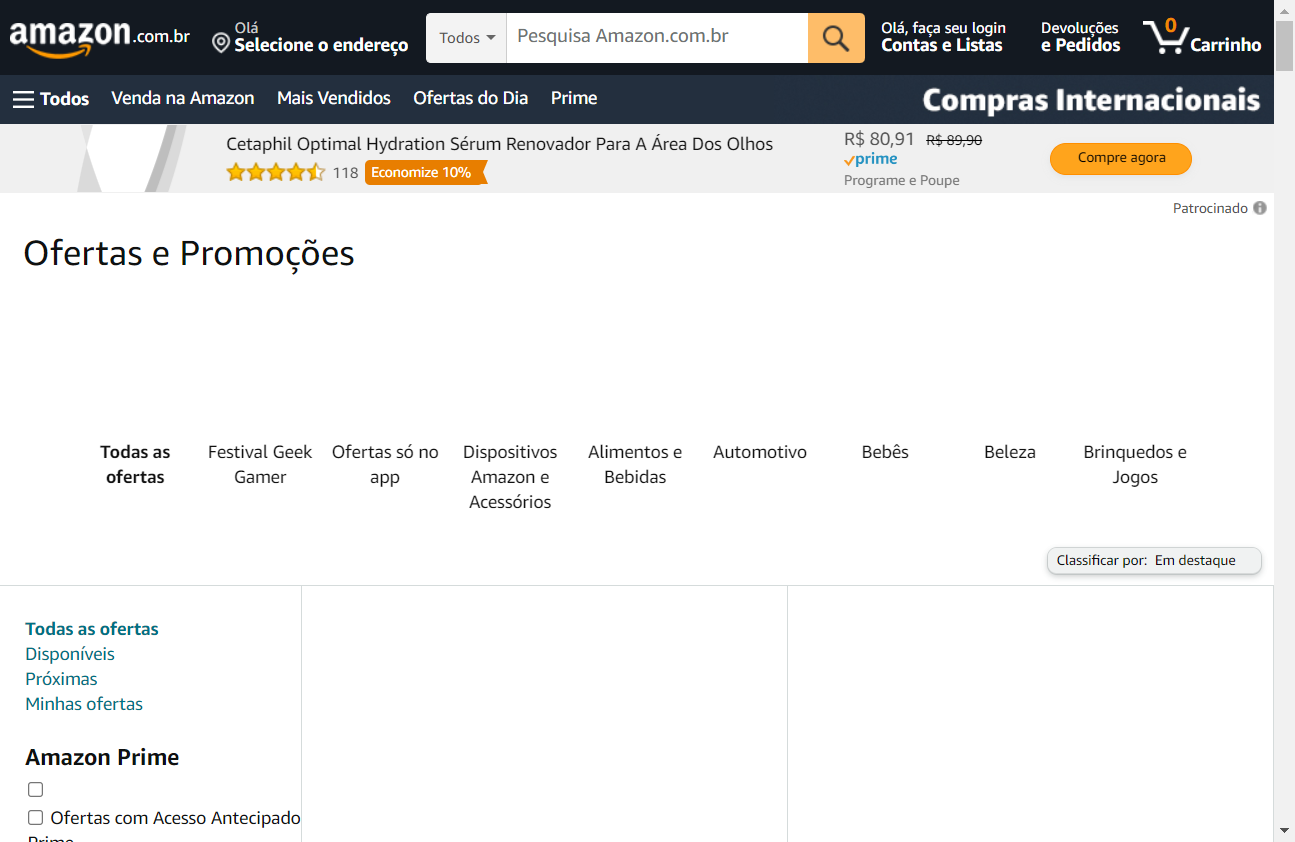 amazon.com.br
Olá
Selecione o endereço
Todos
Pesquisa Amazon.com.br
Olá, faça seu login
Contas e Listas
Devoluções
e Pedidos
0
Carrinho
Todos
Venda na Amazon
Mais Vendidos
Ofertas do Dia
Prime
Compras Internacionais
Cetaphil Optimal Hydration Sérum Renovador Para A Área Dos Olhos
118
Economize 10%
R$ 80,91 R$ 89,90
prime
Programe e Poupe
Compre agora
Patrocinado
Ofertas e Promoções
Todas as
ofertas
Festival Geek
Gamer
Ofertas só no
app
Dispositivos
Amazon e
Acessórios
Alimentos e
Bebidas
Automotivo
Bebês
Beleza
Brinquedos e
Jogos
Classificar por: Em destaque
Todas as ofertas
Disponíveis
Próximas
Minhas ofertas
Amazon Prime
Ofertas com Acesso Antecipado
Prime